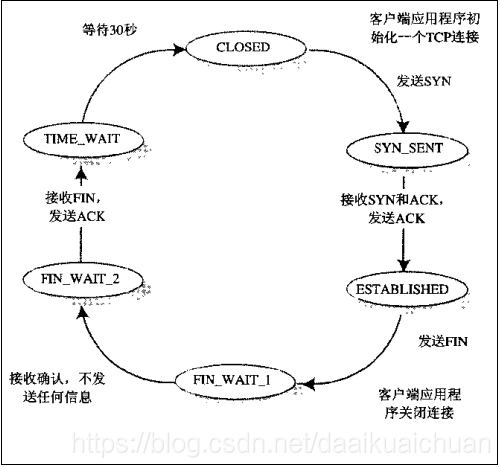 等待30秒
CLOSED
客户端应用程序初
始化一个TCP连接
发送SYN
TIME_WAIT
SYN_SENT
接收FIN,
发送ACK
接收SYN和ACK,
发送ACK
FIN_WAIT_2
ESTABLISHED
发送FIN
接收确认，不发
送任何信息
FIN_WAIT_1
客户端应用程
序关闭连接
https://blog.csdn.net/daaikuaichuan